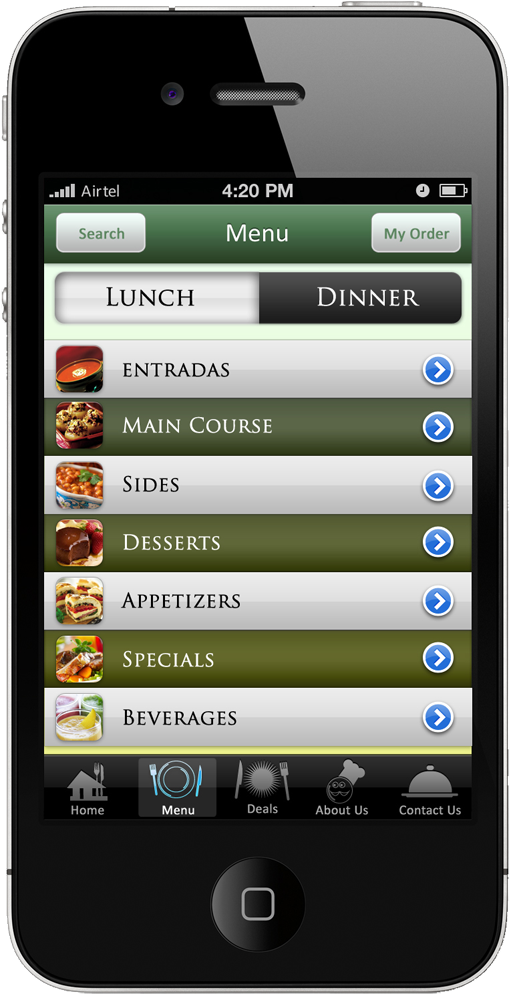 Airtel 4:20 PM
Search Menu My Order
Lunch Dinner
entradas
Main Course
Sides
Desserts
Appetizers
Specials
Beverages
Home Menu Deals About Us Contact Us